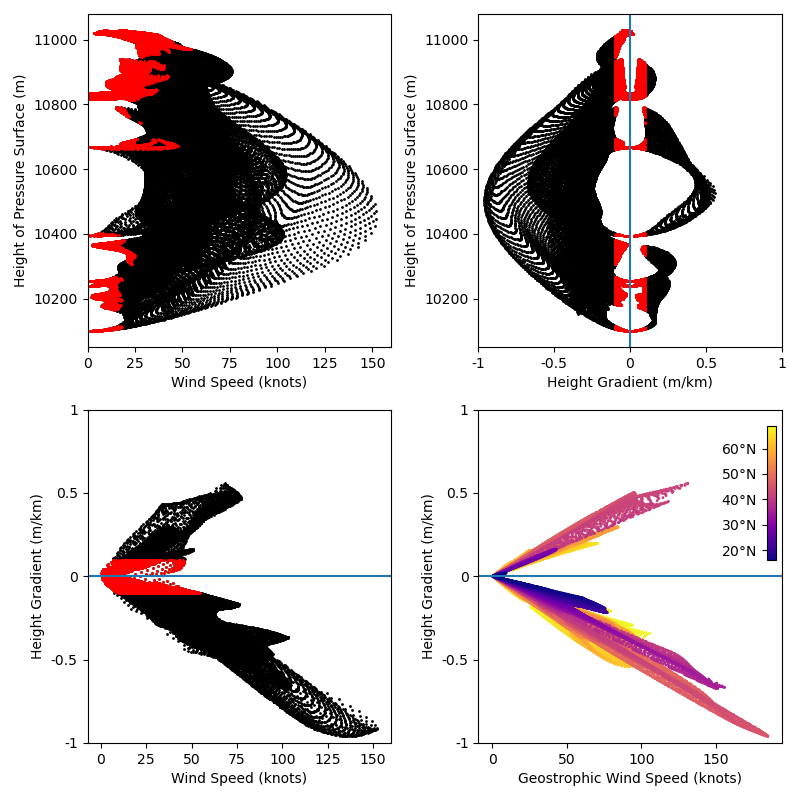 11000
10800
10600
10400
10200
Height of Pressure Surface (m)
0 25 50 75 100 125 150
Wind Speed (knots)
11000
10800
10600
10400
10200
Height of Pressure Surface (m)
-1 -0.5 0 0.5 1
Height Gradient (m/km)
1
0.5
0
-0.5
-1
Height Gradient (m/km)
0 25 50 75 100 125 150
Wind Speed (knots)
1
0.5
0
-0.5
-1
Height Gradient (m/km)
60°N
50°N
40°N
30°N
20°N
0 50 100 150
Geostrophic Wind Speed (knots)